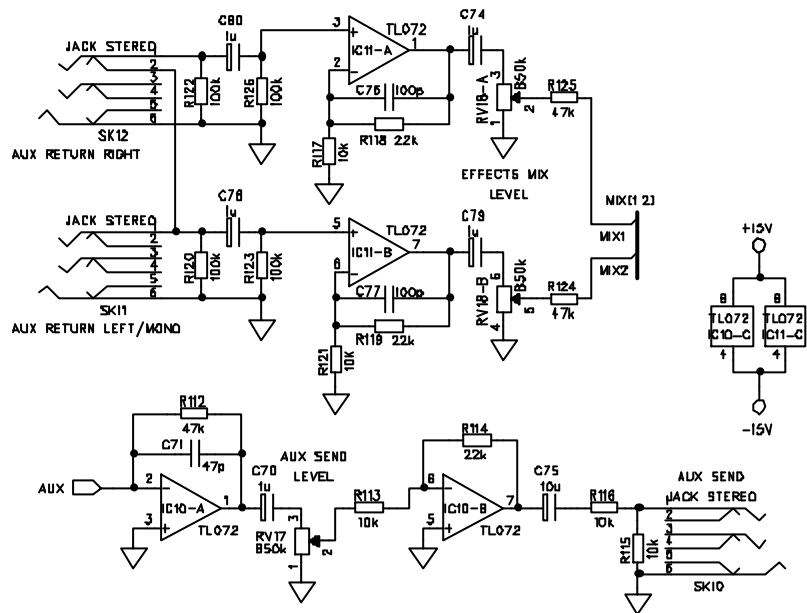 JACK STEREO
1
2
3
4
5
6
SK12
AUX RETURN RIGHT
C80
1u
R122
100k
R126
100k
3
2
TL072
IC11-A
1
C76
100p
R118 22k
R117
10k
C74
1u
RV18-A
B50k
3
2
1
R125
47k
EFFECTS MIX
LEVEL
JACK STEREO
1
2
3
4
5
6
SK11
AUX RETURN LEFT/MONO
C78
1u
R120
100k
R123
100k
5
6
TL072
IC11-B
7
C77
100p
R119 22k
R121
10K
C79
1u
RV18-B
B50k
6
5
4
R124
47k
MIX[1 2]
MIX1
MIX2
+15V
8
TL072
IC10-C
4
8
TL072
IC11-C
4
-15V
AUX
R112
47k
C71
47p
2
3
IC10-A
TL072
1
C70
1u
AUX SEND
LEVEL
RV17
B50k
3
2
1
R113
10k
R114
22k
6
5
IC10-B
TL072
7
C75
10u
R116
10k
R115
10k
AUX SEND
JACK STEREO
1
2
3
4
5
6
SK10